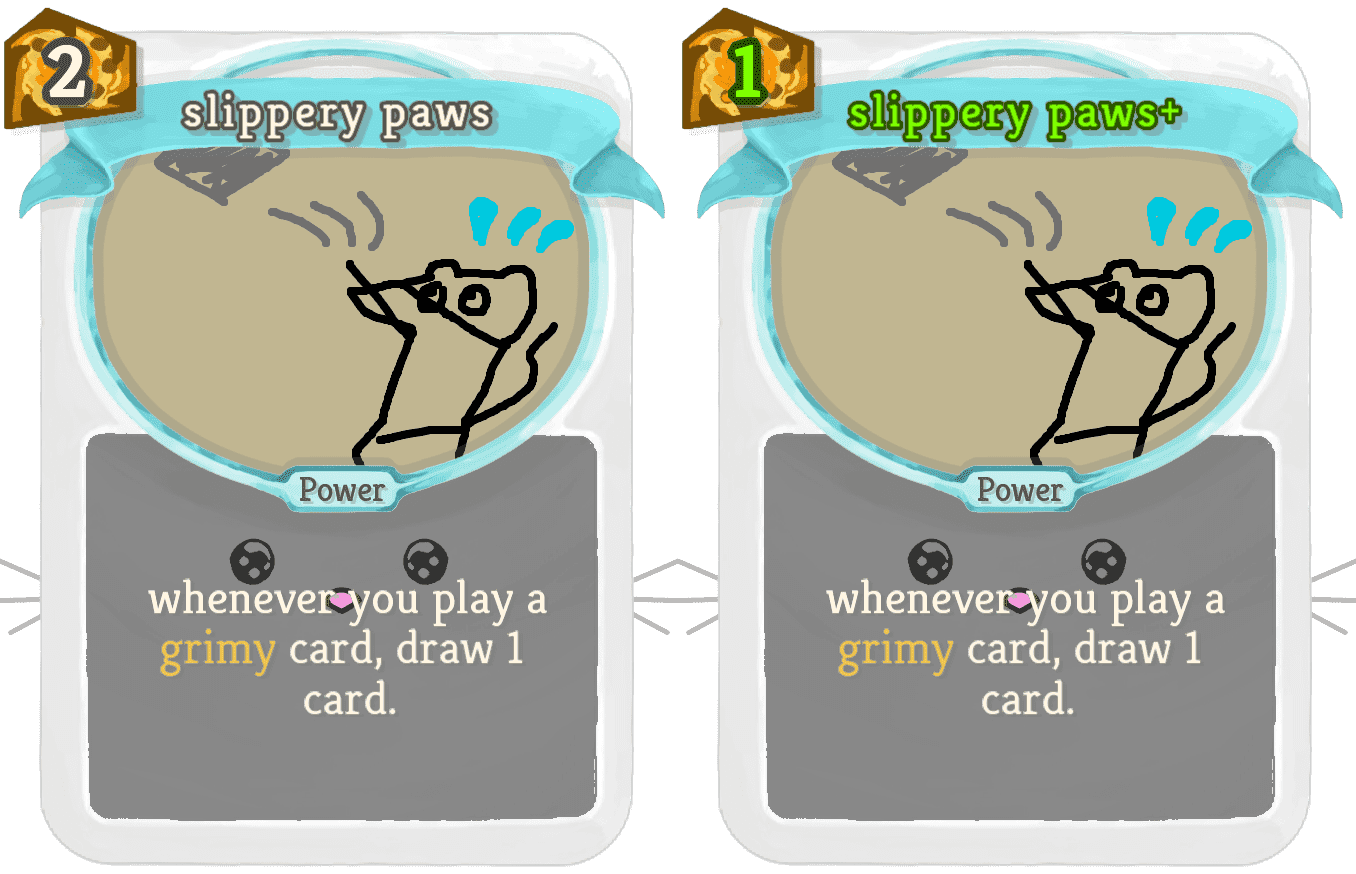 2
slippery paws
Power
whenever you play a
grimy card, draw 1
card.
1
slippery paws+
Power
whenever you play a
grimy card, draw 1
card.